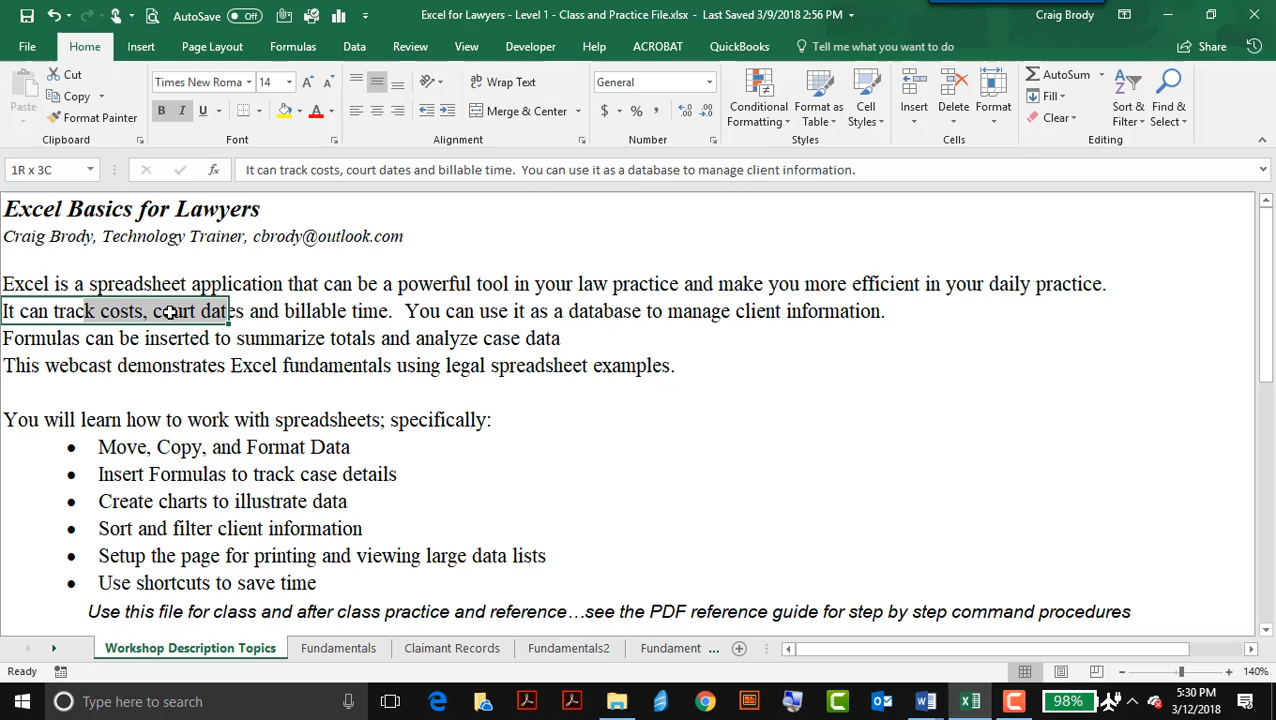 AutoSave Off Excel for Lawyers - Level 1 - Class and Practice File.xlsx - Last Saved 3/9/2018 2:56 PM Craig Brody
File Home Insert Page Layout Formulas Data Review View Developer Help ACROBAT QuickBooks Tell me what you want to do Share
Paste Cut Copy Format Painter Clipboard
Times New Roma 14 B I U A Font
Wrap Text Merge & Center Alignment
General $ % , Number
Conditional Formatting Format as Table Cell Styles Styles
Insert Delete Format Cells
AutoSum Fill Clear Sort & Filter Find & Select Editing
1R x 3C fx It can track costs, court dates and billable time. You can use it as a database to manage client information.
Excel Basics for Lawyers
Craig Brody, Technology Trainer, cbrody@outlook.com
Excel is a spreadsheet application that can be a powerful tool in your law practice and make you more efficient in your daily practice.
It can track costs, court dates and billable time. You can use it as a database to manage client information.
Formulas can be inserted to summarize totals and analyze case data
This webcast demonstrates Excel fundamentals using legal spreadsheet examples.
You will learn how to work with spreadsheets; specifically:
• Move, Copy, and Format Data
• Insert Formulas to track case details
• Create charts to illustrate data
• Sort and filter client information
• Setup the page for printing and viewing large data lists
• Use shortcuts to save time
Use this file for class and after class practice and reference…see the PDF reference guide for step by step command procedures
Workshop Description Topics Fundamentals Claimant Records Fundamentals2 Fundament ...
Ready 140%
Type here to search 98% 5:30 PM
3/12/2018